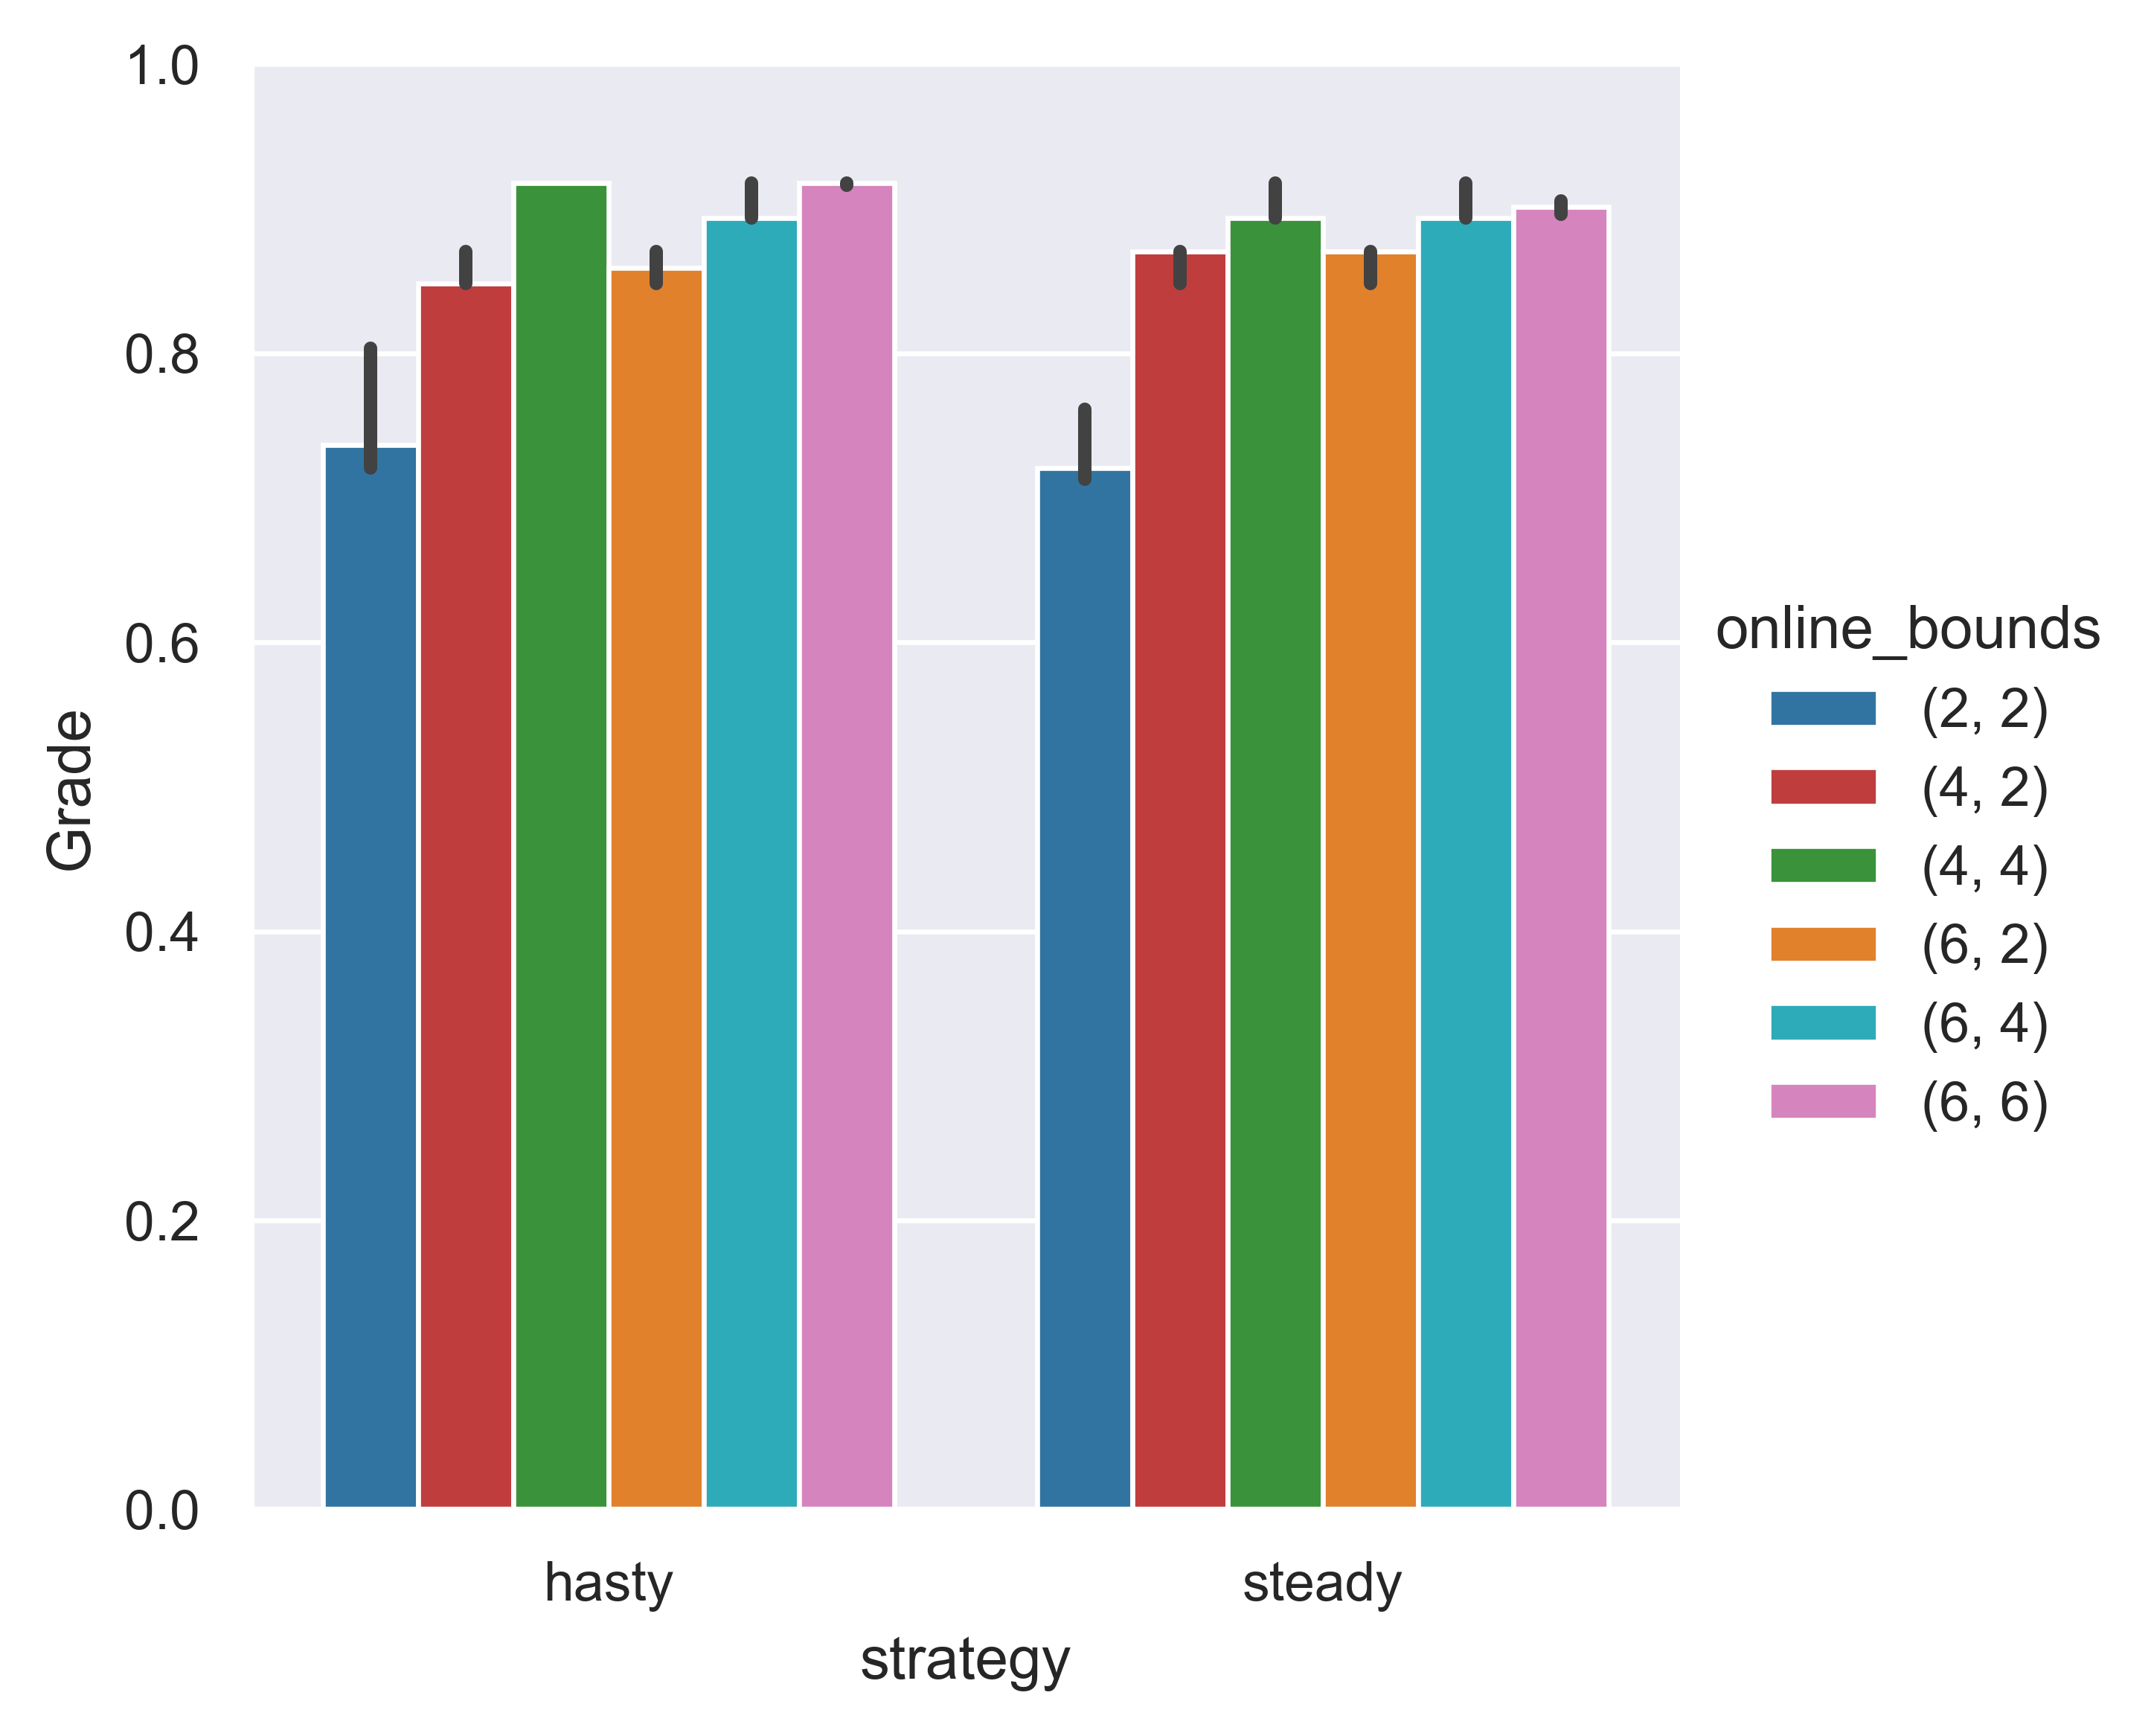 1.0
0.8
0.6
0.4
0.2
0.0
Grade
hasty
steady
strategy
online_bounds
(2, 2)
(4, 2)
(4, 4)
(6, 2)
(6, 4)
(6, 6)